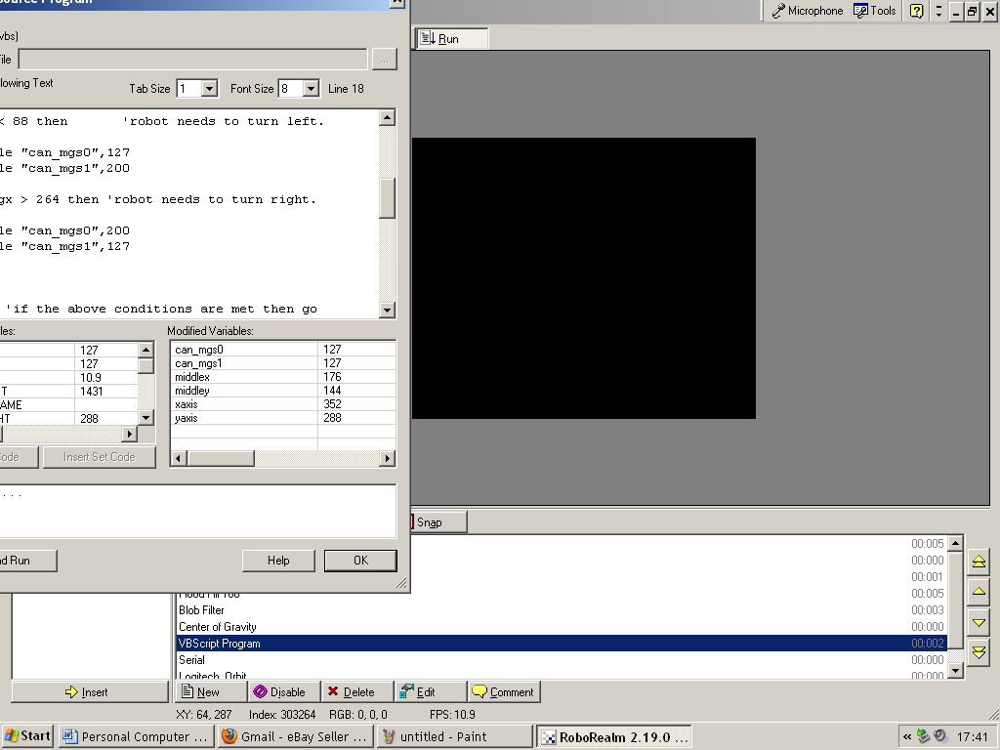 Source Program
Microphone Tools
vbs)
Run
ile ...
lowing Text
Tab Size 1 Font Size 8 Line 18
< 88 then 'robot needs to turn left.
le "can_mgs0",127
le "can_mgs1",200
gx > 264 then 'robot needs to turn right.
le "can_mgs0",200
le "can_mgs1",127
'if the above conditions are met then go
les: Modified Variables:
127 can_mgs0 127
127 can_mgs1 127
10.9 middlex 176
T 1431 middley 144
AME xaxis 352
HT 288 yaxis 288
Code Insert Set Code
...
Snap
00:005
d Run Help OK 00:000
00:001
Flood Fill Too 00:005
Blob Filter 00:003
Center of Gravity 00:000
VBScript Program 00:002
Serial 00:000
Logitech_Orbit 00:000
Insert New Disable Delete Edit Comment
XY: 64, 287 Index: 303264 RGB: 0, 0, 0 FPS: 10.9
Start Personal Computer ... Gmail - eBay Seller ... untitled - Paint RoboRealm 2.19.0 ... « 17:41